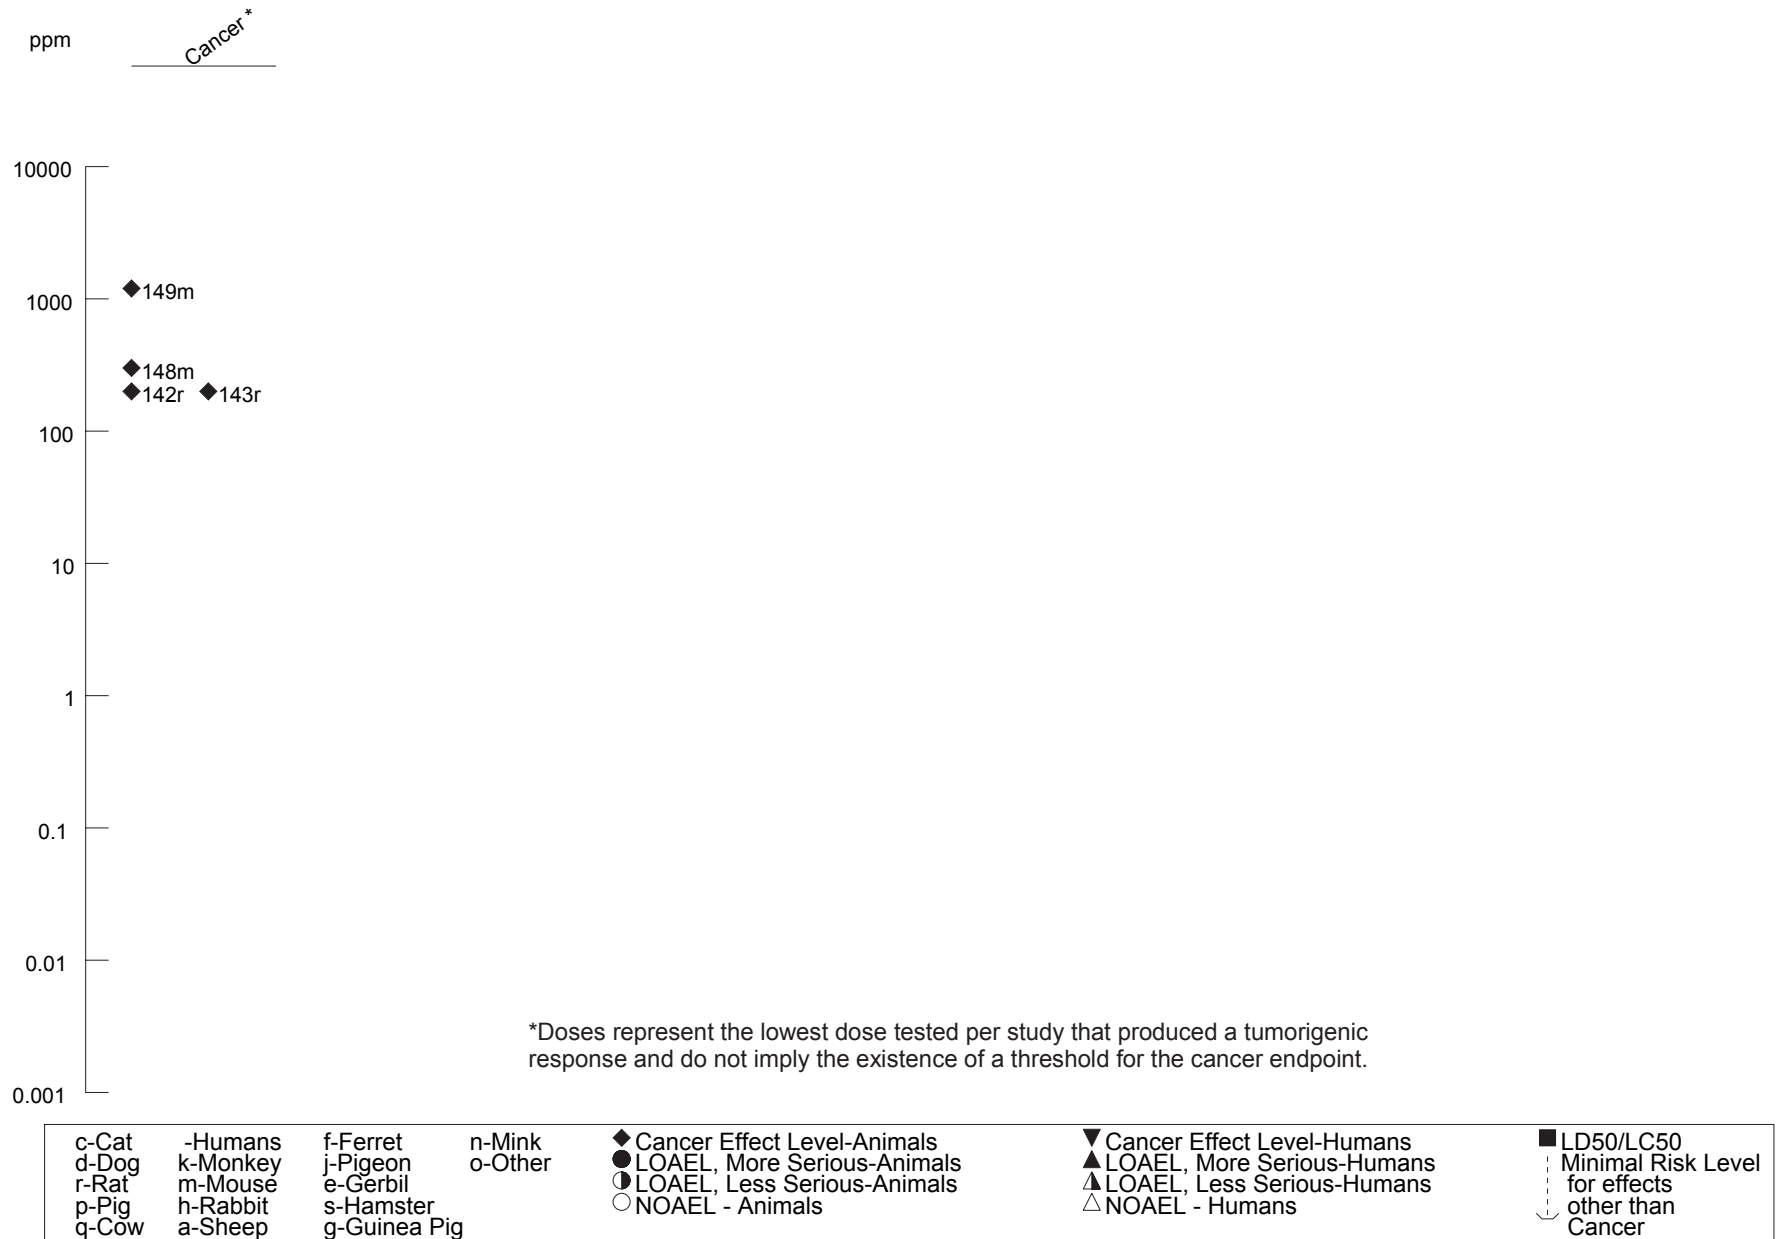 ppm
Cancer *
10000
1000
100
10
1
0.1
0.01
0.001
149m
148m
142r
143r
*Doses represent the lowest dose tested per study that produced a tumorigenic
response and do not imply the existence of a threshold for the cancer endpoint.
c-Cat
d-Dog
r-Rat
p-Pig
q-Cow
-Humans
k-Monkey
m-Mouse
h-Rabbit
a-Sheep
f-Ferret
j-Pigeon
e-Gerbil
s-Hamster
g-Guinea Pig
n-Mink
o-Other
Cancer Effect Level-Animals
LOAEL, More Serious-Animals
LOAEL, Less Serious-Animals
NOAEL - Animals
Cancer Effect Level-Humans
LOAEL, More Serious-Humans
LOAEL, Less Serious-Humans
NOAEL - Humans
LD50/LC50
Minimal Risk Level
for effects
other than
Cancer